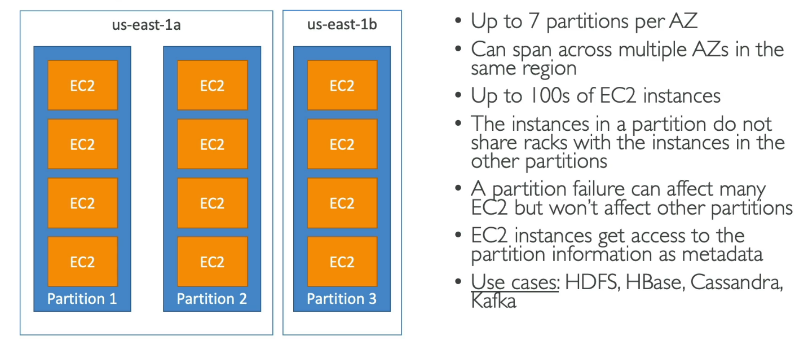 us-east-1a
us-east-1b
EC2 EC2 EC2
EC2 EC2 EC2
EC2 EC2 EC2
EC2 EC2 EC2
Partition 1 Partition 2 Partition 3
• Up to 7 partitions per AZ
• Can span across multiple AZs in the
same region
• Up to 100s of EC2 instances
• The instances in a partition do not
share racks with the instances in the
other partitions
• A partition failure can affect many
EC2 but won't affect other partitions
• EC2 instances get access to the
partition information as metadata
• Use cases: HDFS, HBase, Cassandra,
Kafka